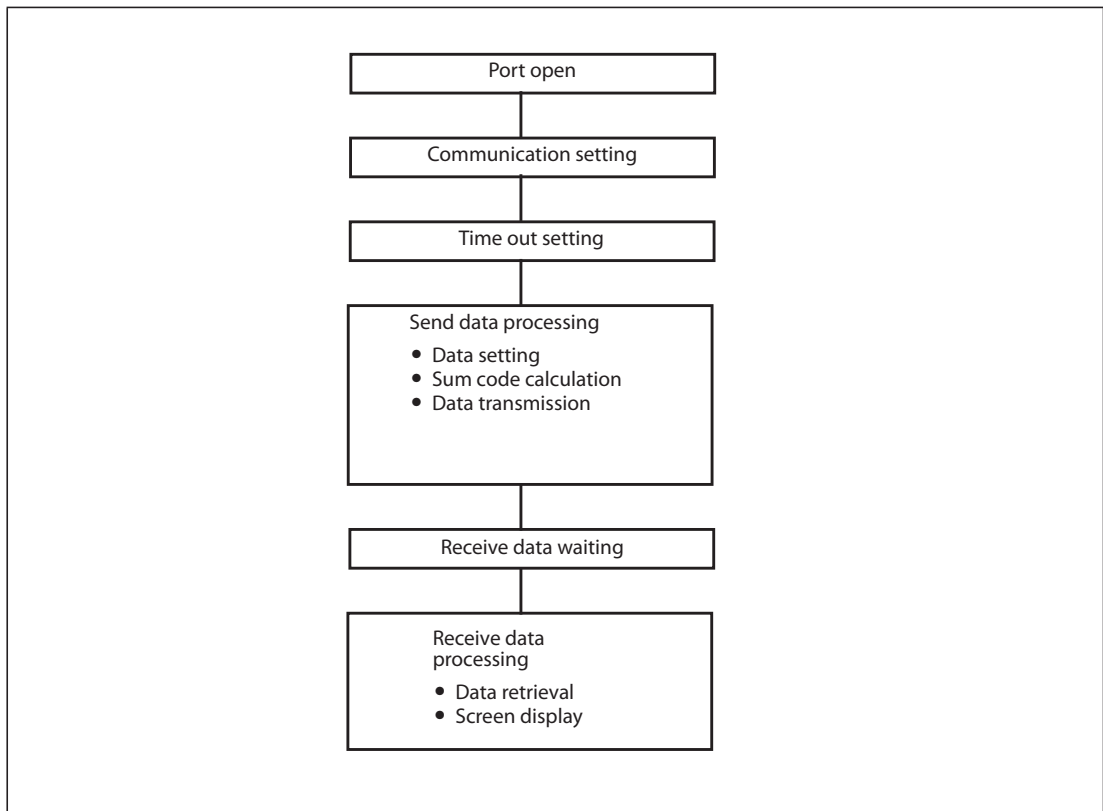 Port open
Communication setting
Time out setting
Send data processing
• Data setting
• Sum code calculation
• Data transmission
Receive data waiting
Receive data
processing
• Data retrieval
• Screen display